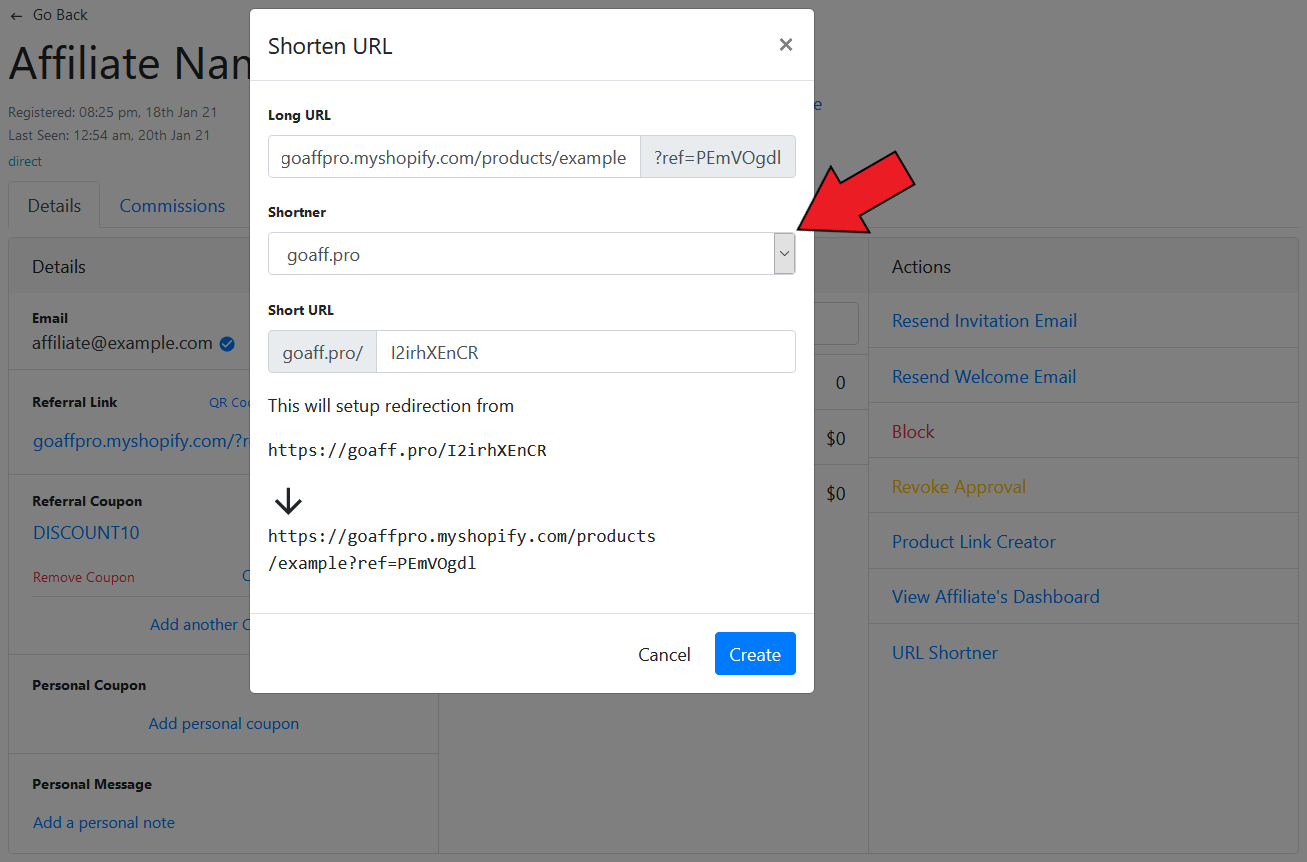 ← Go Back
Affiliate Nam
Registered: 08:25 pm, 18th Jan 21
Last Seen: 12:54 am, 20th Jan 21
direct
Details
Commissions
Details
Email
affiliate@example.com
Referral Link
QR Co
goaffpro.myshopify.com/?r
Referral Coupon
DISCOUNT10
Remove Coupon
Add another
Personal Coupon
Add personal coupon
Personal Message
Add a personal note
Shorten URL
×
Long URL
goaffpro.myshopify.com/products/example ?ref=PEmVOgdl
Shortner
goaff.pro
Short URL
goaff.pro/ I2irhXEnCR
This will setup redirection from
https://goaff.pro/I2irhXEnCR
↓
https://goaffpro.myshopify.com/products
/example?ref=PEmVOgdl
Cancel
Create
e
0
$0
$0
Actions
Resend Invitation Email
Resend Welcome Email
Block
Revoke Approval
Product Link Creator
View Affiliate's Dashboard
URL Shortner